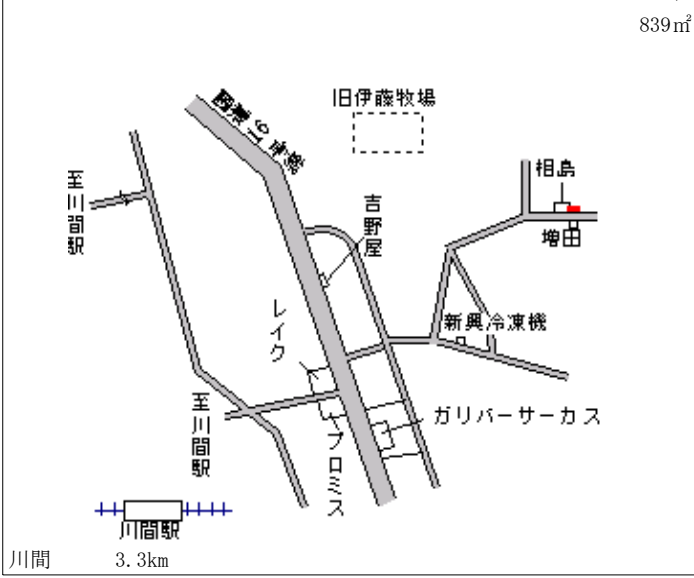 839㎡
旧伊藤牧場
国道16号線
相島
至川間駅
吉野屋
増田
レイク
新興冷凍機
至川間駅
ガリバーサーカス
プロミス
川間駅
川間 3.3km